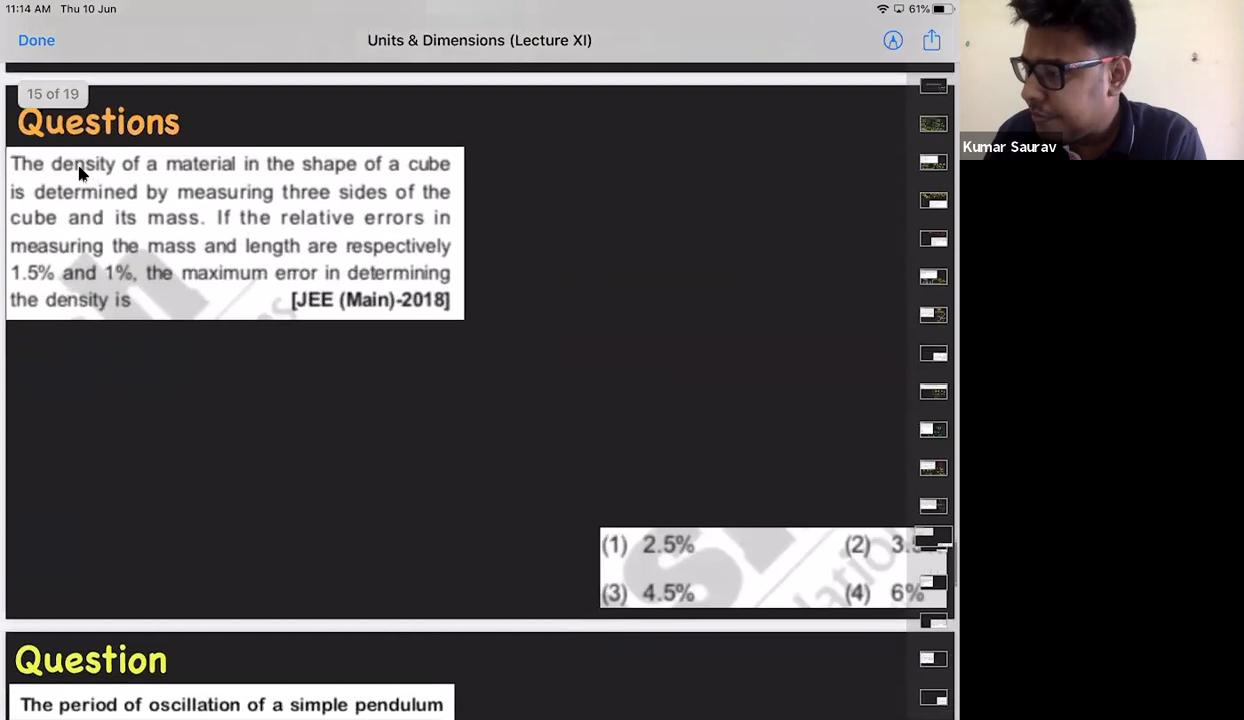 11:14 AM Thu 10 Jun
61%
Done
Units & Dimensions (Lecture XI)
15 of 19
Questions
The density of a material in the shape of a cube
is determined by measuring three sides of the
cube and its mass. If the relative errors in
measuring the mass and length are respectively
1.5% and 1%, the maximum error in determining
the density is [JEE (Main)-2018]
(1) 2.5% (2)
(3) 4.5% (4) 6%
Question
The period of oscillation of a simple pendulum
Kumar Saurav